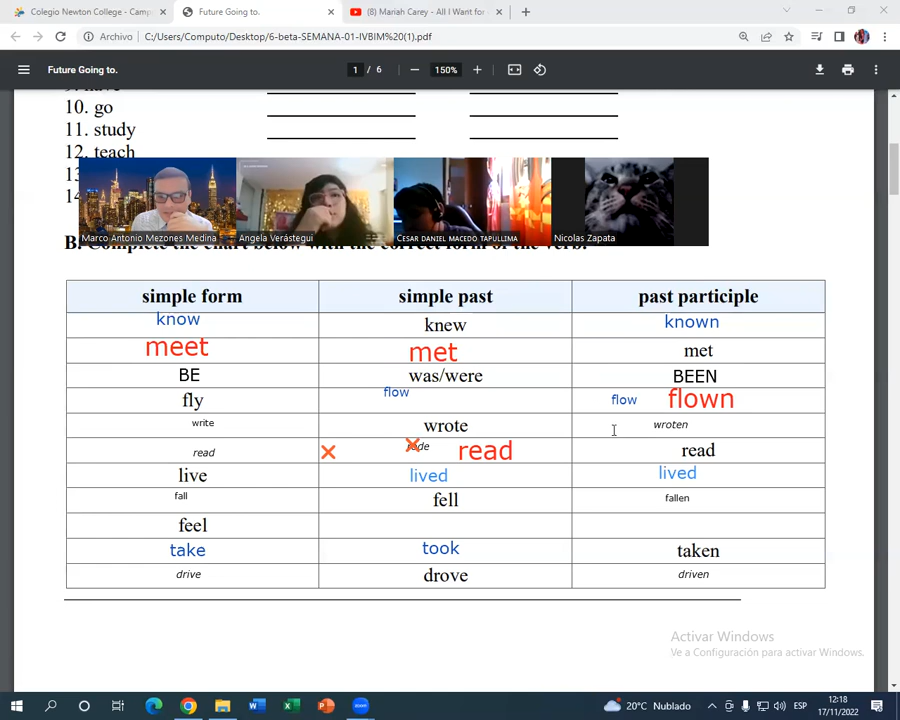 Colegio Newton College - Camp
Future Going to.
(8) Mariah Carey - All I Want for
Archivo C:/Users/Computo/Desktop/6-beta-SEMANA-01-IVBIM%20(1).pdf
Future Going to. 1 / 6 150%
10. go
11. study
12. teach
13
14
Marco Antonio Mezones Medina Angela Verástegui CESAR DANIEL MACEDO TAPULLIMA Nicolas Zapata
simple form simple past past participle
know knew known
meet met met
BE was/were BEEN
fly flow flow flown
write wrote wroten
read rode read read
live lived lived
fall fell fallen
feel
take took taken
drive drove driven
Activar Windows
Ve a Configuración para activar Windows.
20°C Nublado ESP 12:18
17/11/2022